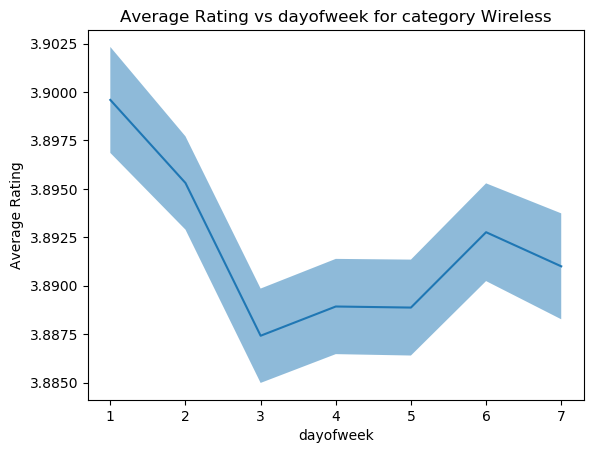 Average Rating vs dayofweek for category Wireless
3.9025
3.9000
3.8975
3.8950
3.8925
3.8900
3.8875
3.8850
Average Rating
1 2 3 4 5 6 7
dayofweek